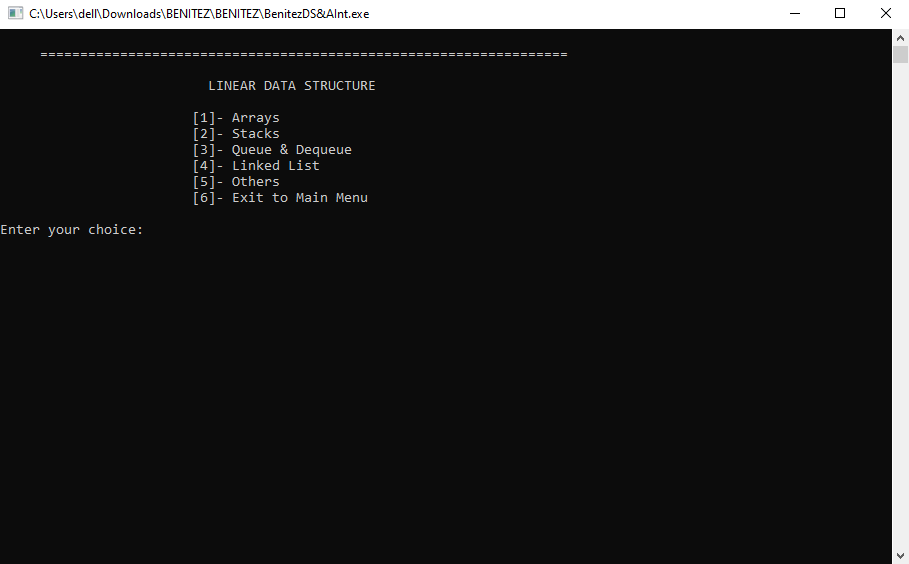 C:\Users\dell\Downloads\BENITEZ\BENITEZ\BenitezDS&AInt.exe
==================================================================
LINEAR DATA STRUCTURE
[1]- Arrays
[2]- Stacks
[3]- Queue & Dequeue
[4]- Linked List
[5]- Others
[6]- Exit to Main Menu
Enter your choice: